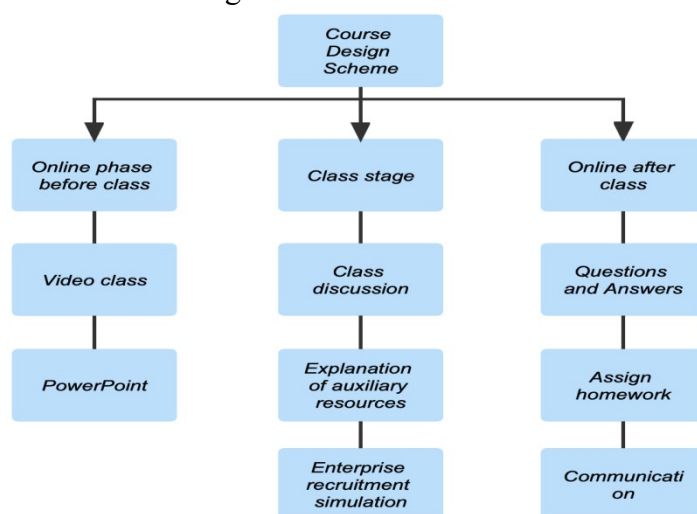 Course
Design
Scheme
Online phase
before class
Class stage
Online after
class
Video class
Class
discussion
Questions
and Answers
PowerPoint
Explanation
of auxiliary
resources
Assign
homework
Enterprise
recruitment
simulation
Communicati
on